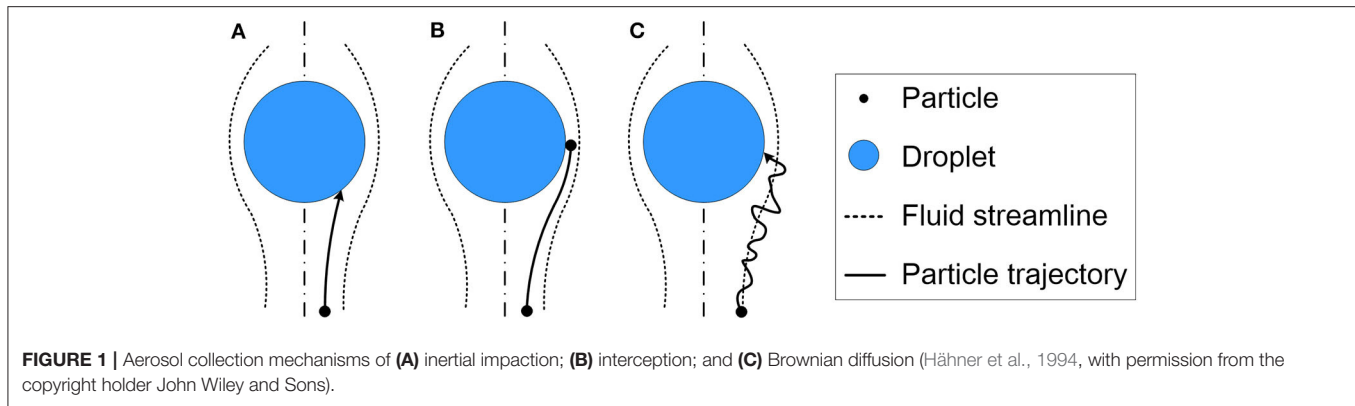 A
B
C
Particle
Droplet
Fluid streamline
Particle trajectory
FIGURE 1 | Aerosol collection mechanisms of (A) inertial impaction; (B) interception; and (C) Brownian diffusion (Hähner et al., 1994, with permission from the
copyright holder John Wiley and Sons).